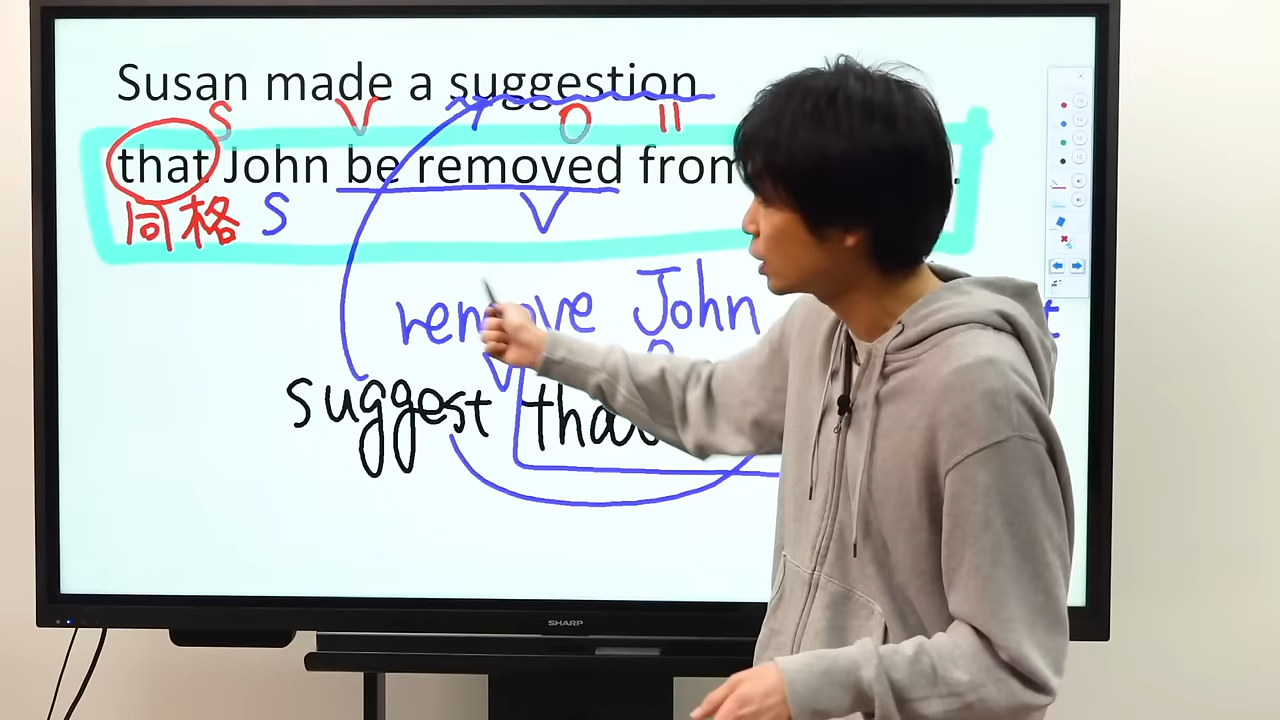 Susan made a suggestion
S V O =
that John be removed from .
同格 S V
remove John
V O
suggest that
SHARP